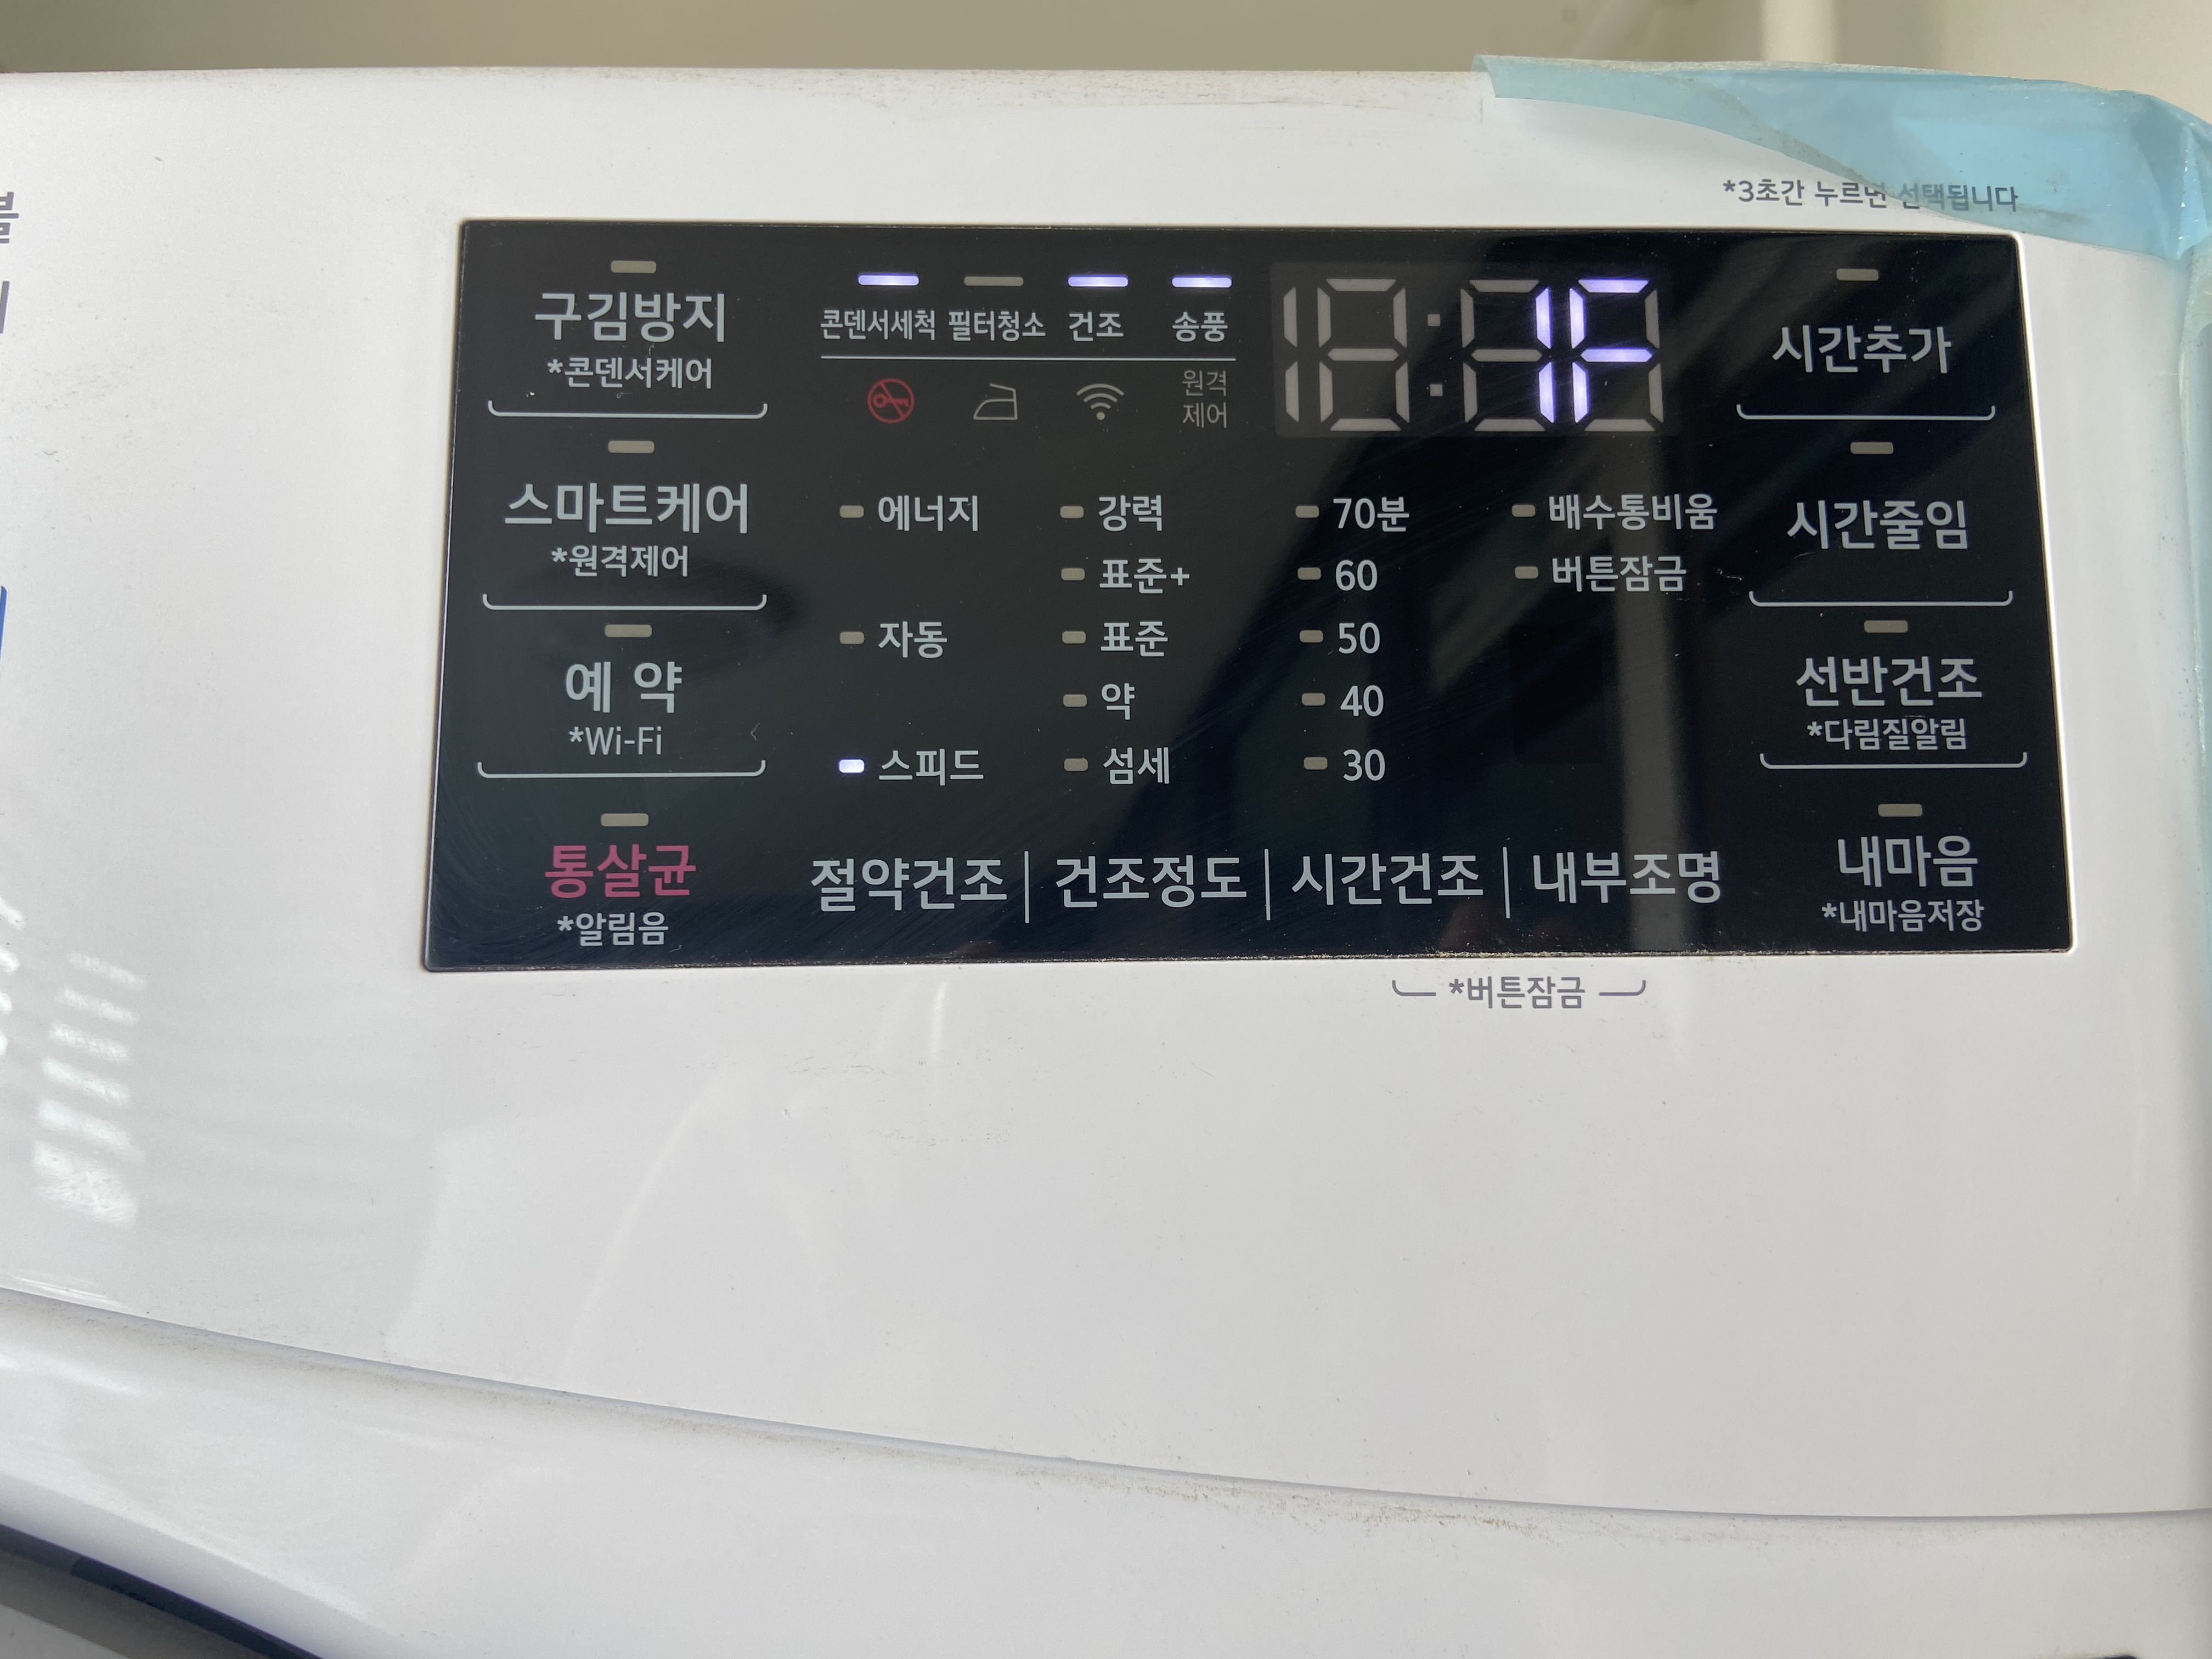 *3초간 누르면 선택됩니다
구김방지
*콘덴서케어
스마트케어
*원격제어
예 약
*Wi-Fi
통살균
*알림음
콘덴서세척 필터청소 건조 송풍
원격
제어
1F
에너지 강력 70분 배수통비움
표준+ 60 버튼잠금
자동 표준 50
약 40
스피드 섬세 30
절약건조 | 건조정도 | 시간건조 | 내부조명
시간추가
시간줄임
선반건조
*다림질알림
내마음
*내마음저장
*버튼잠금